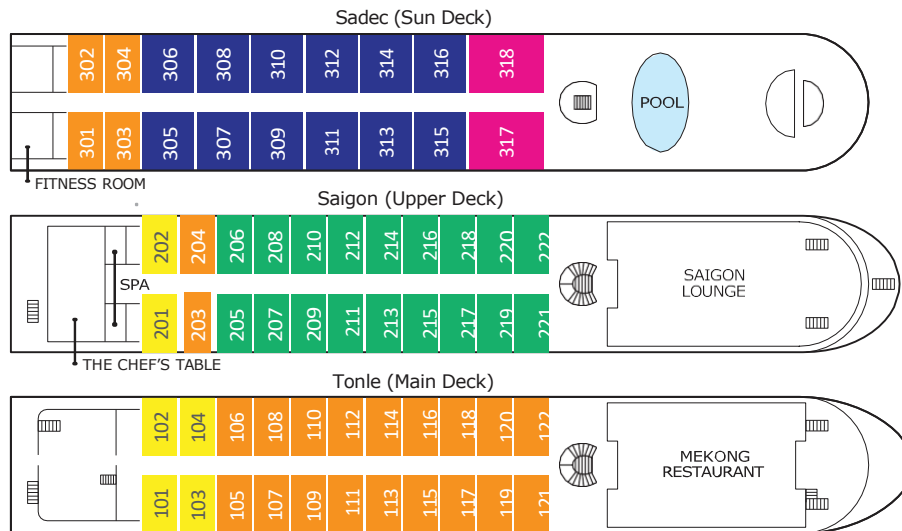 Sadec (Sun Deck)
302 304 306 308 310 312 314 316 318
POOL
301 303 305 307 309 311 313 315 317
FITNESS ROOM
Saigon (Upper Deck)
202 204 206 208 210 212 214 216 218 220 222
SPA
SAIGON
LOUNGE
201 203 205 207 209 211 213 215 217 219 221
THE CHEF'S TABLE
Tonle (Main Deck)
102 104 106 108 110 112 114 116 118 120 122
MEKONG
RESTAURANT
101 103 105 107 109 111 113 115 117 119 121